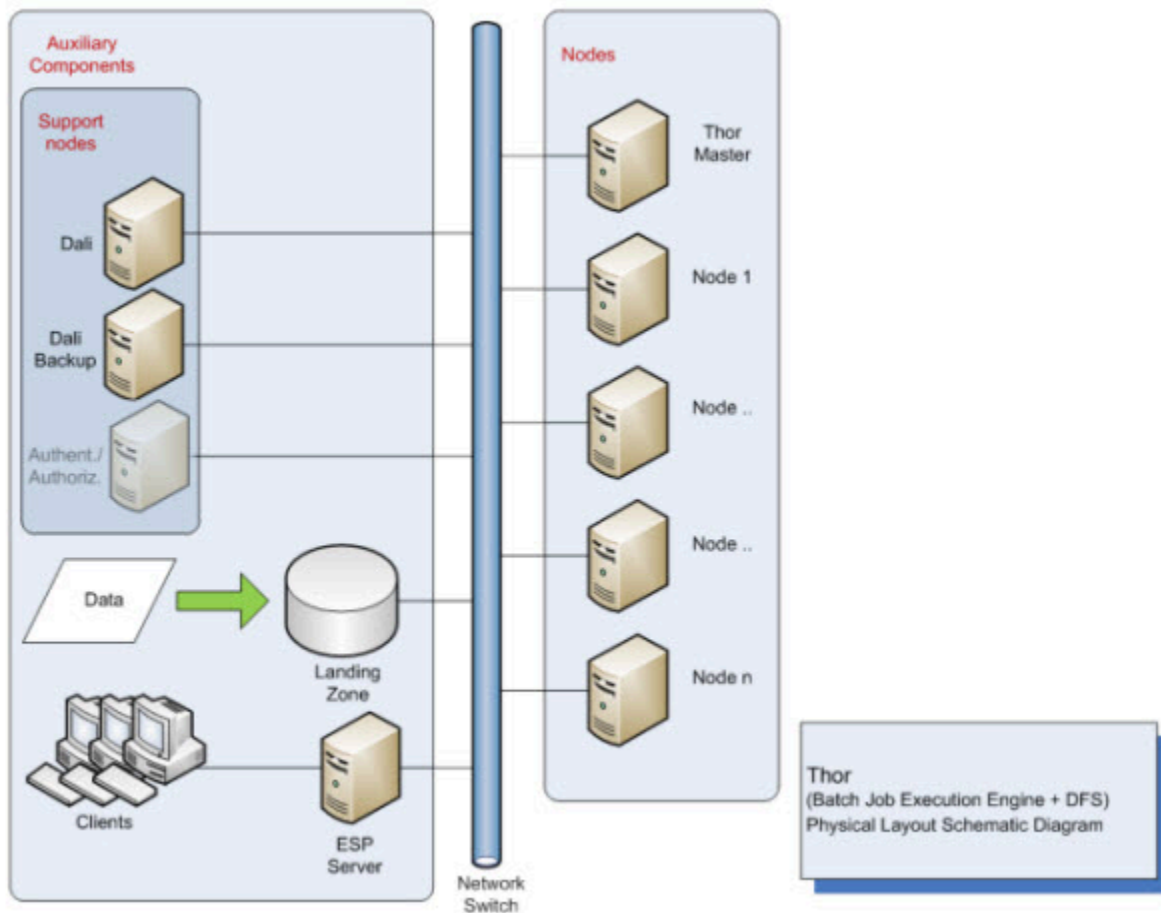 Auxiliary
Components
Support
nodes
Dali
Dali
Backup
Authent./
Authoriz.
Data
Landing
Zone
Clients
ESP
Server
Network
Switch
Nodes
Thor
Master
Node 1
Node ..
Node ..
Node n
Thor
(Batch Job Execution Engine + DFS)
Physical Layout Schematic Diagram